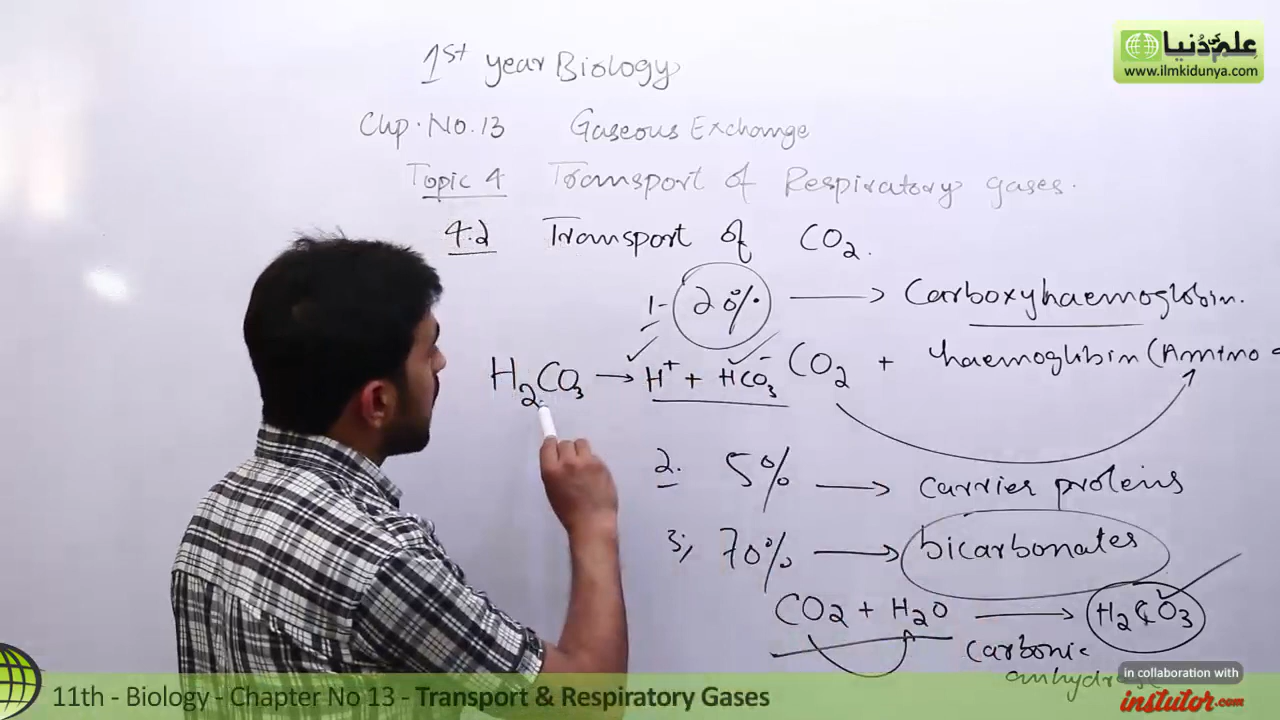 علم کی دنیا
www.ilmkidunya.com
1st year Biology
Chp. No. 13 Gaseous Exchange
Topic 4 Transport of Respiratory gases.
4.2 Transport of CO2.
1- 20% → Carboxyhaemoglobin.
H2CO3 → H+ + HCO3-
CO2 + haemoglobin (Amino
2. 5% → Carrier proteins
3, 70% → bicarbonates
CO2 + H2O → H2CO3
Carbonic
in collaboration with
instutor.com
11th - Biology - Chapter No 13 - Transport & Respiratory Gases